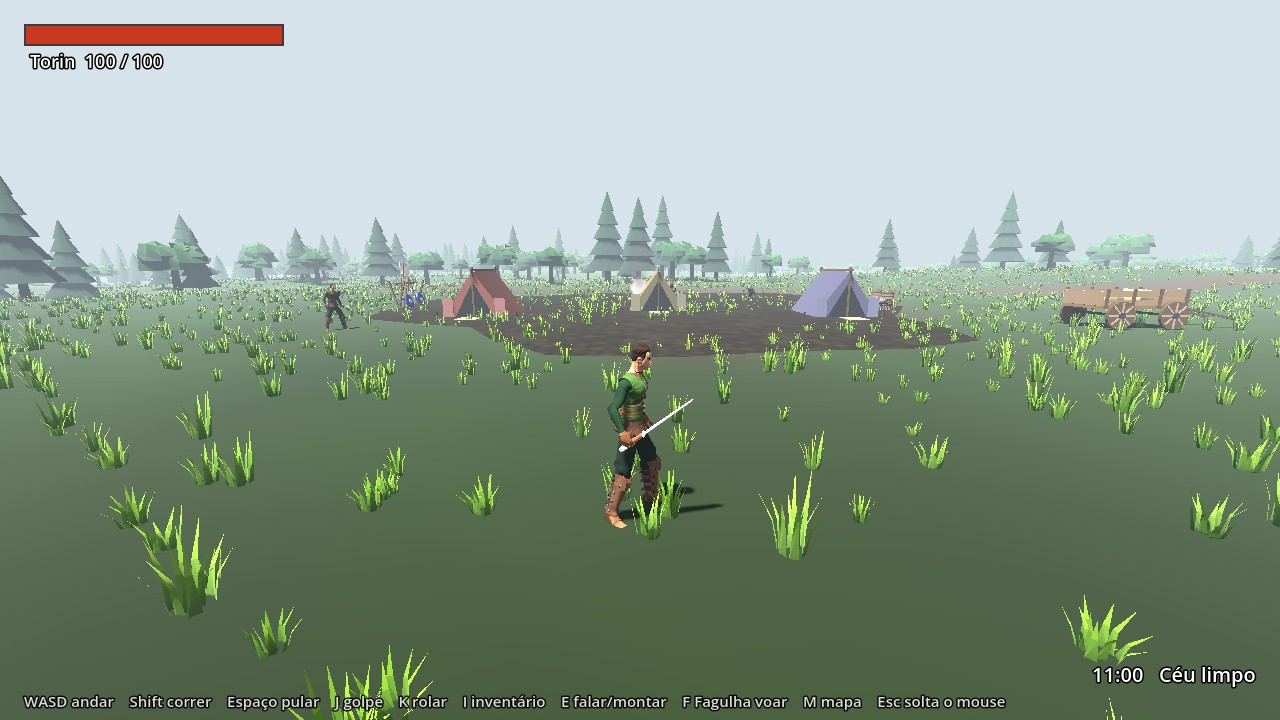 Torin 100 / 100
11:00 Céu limpo
WASD andar Shift correr Espaço pular J golpe K rolar I inventário E falar/montar F Fagulha voar M mapa Esc solta o mouse